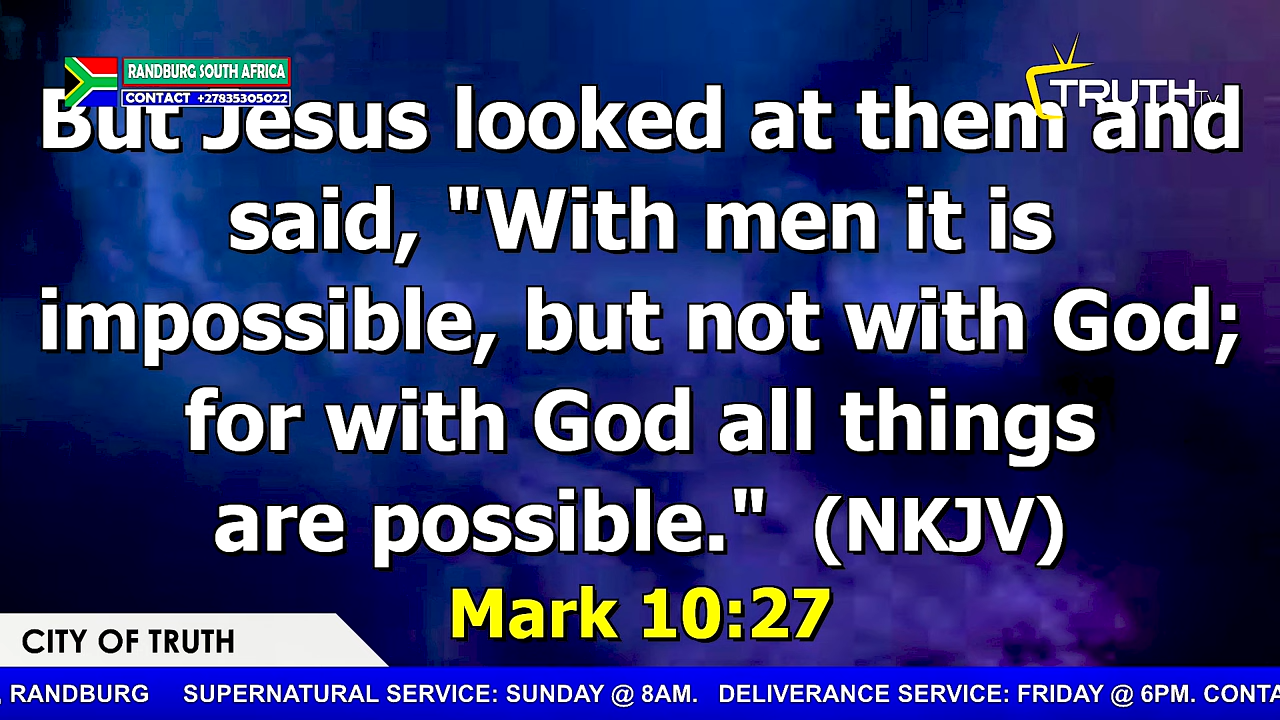 RANDBURG SOUTH AFRICA
CONTACT +27835305022
TRUTHTV
But Jesus looked at them and
said, "With men it is
impossible, but not with God;
for with God all things
are possible." (NKJV)
Mark 10:27
CITY OF TRUTH
, RANDBURG SUPERNATURAL SERVICE: SUNDAY @ 8AM. DELIVERANCE SERVICE: FRIDAY @ 6PM. CONTA